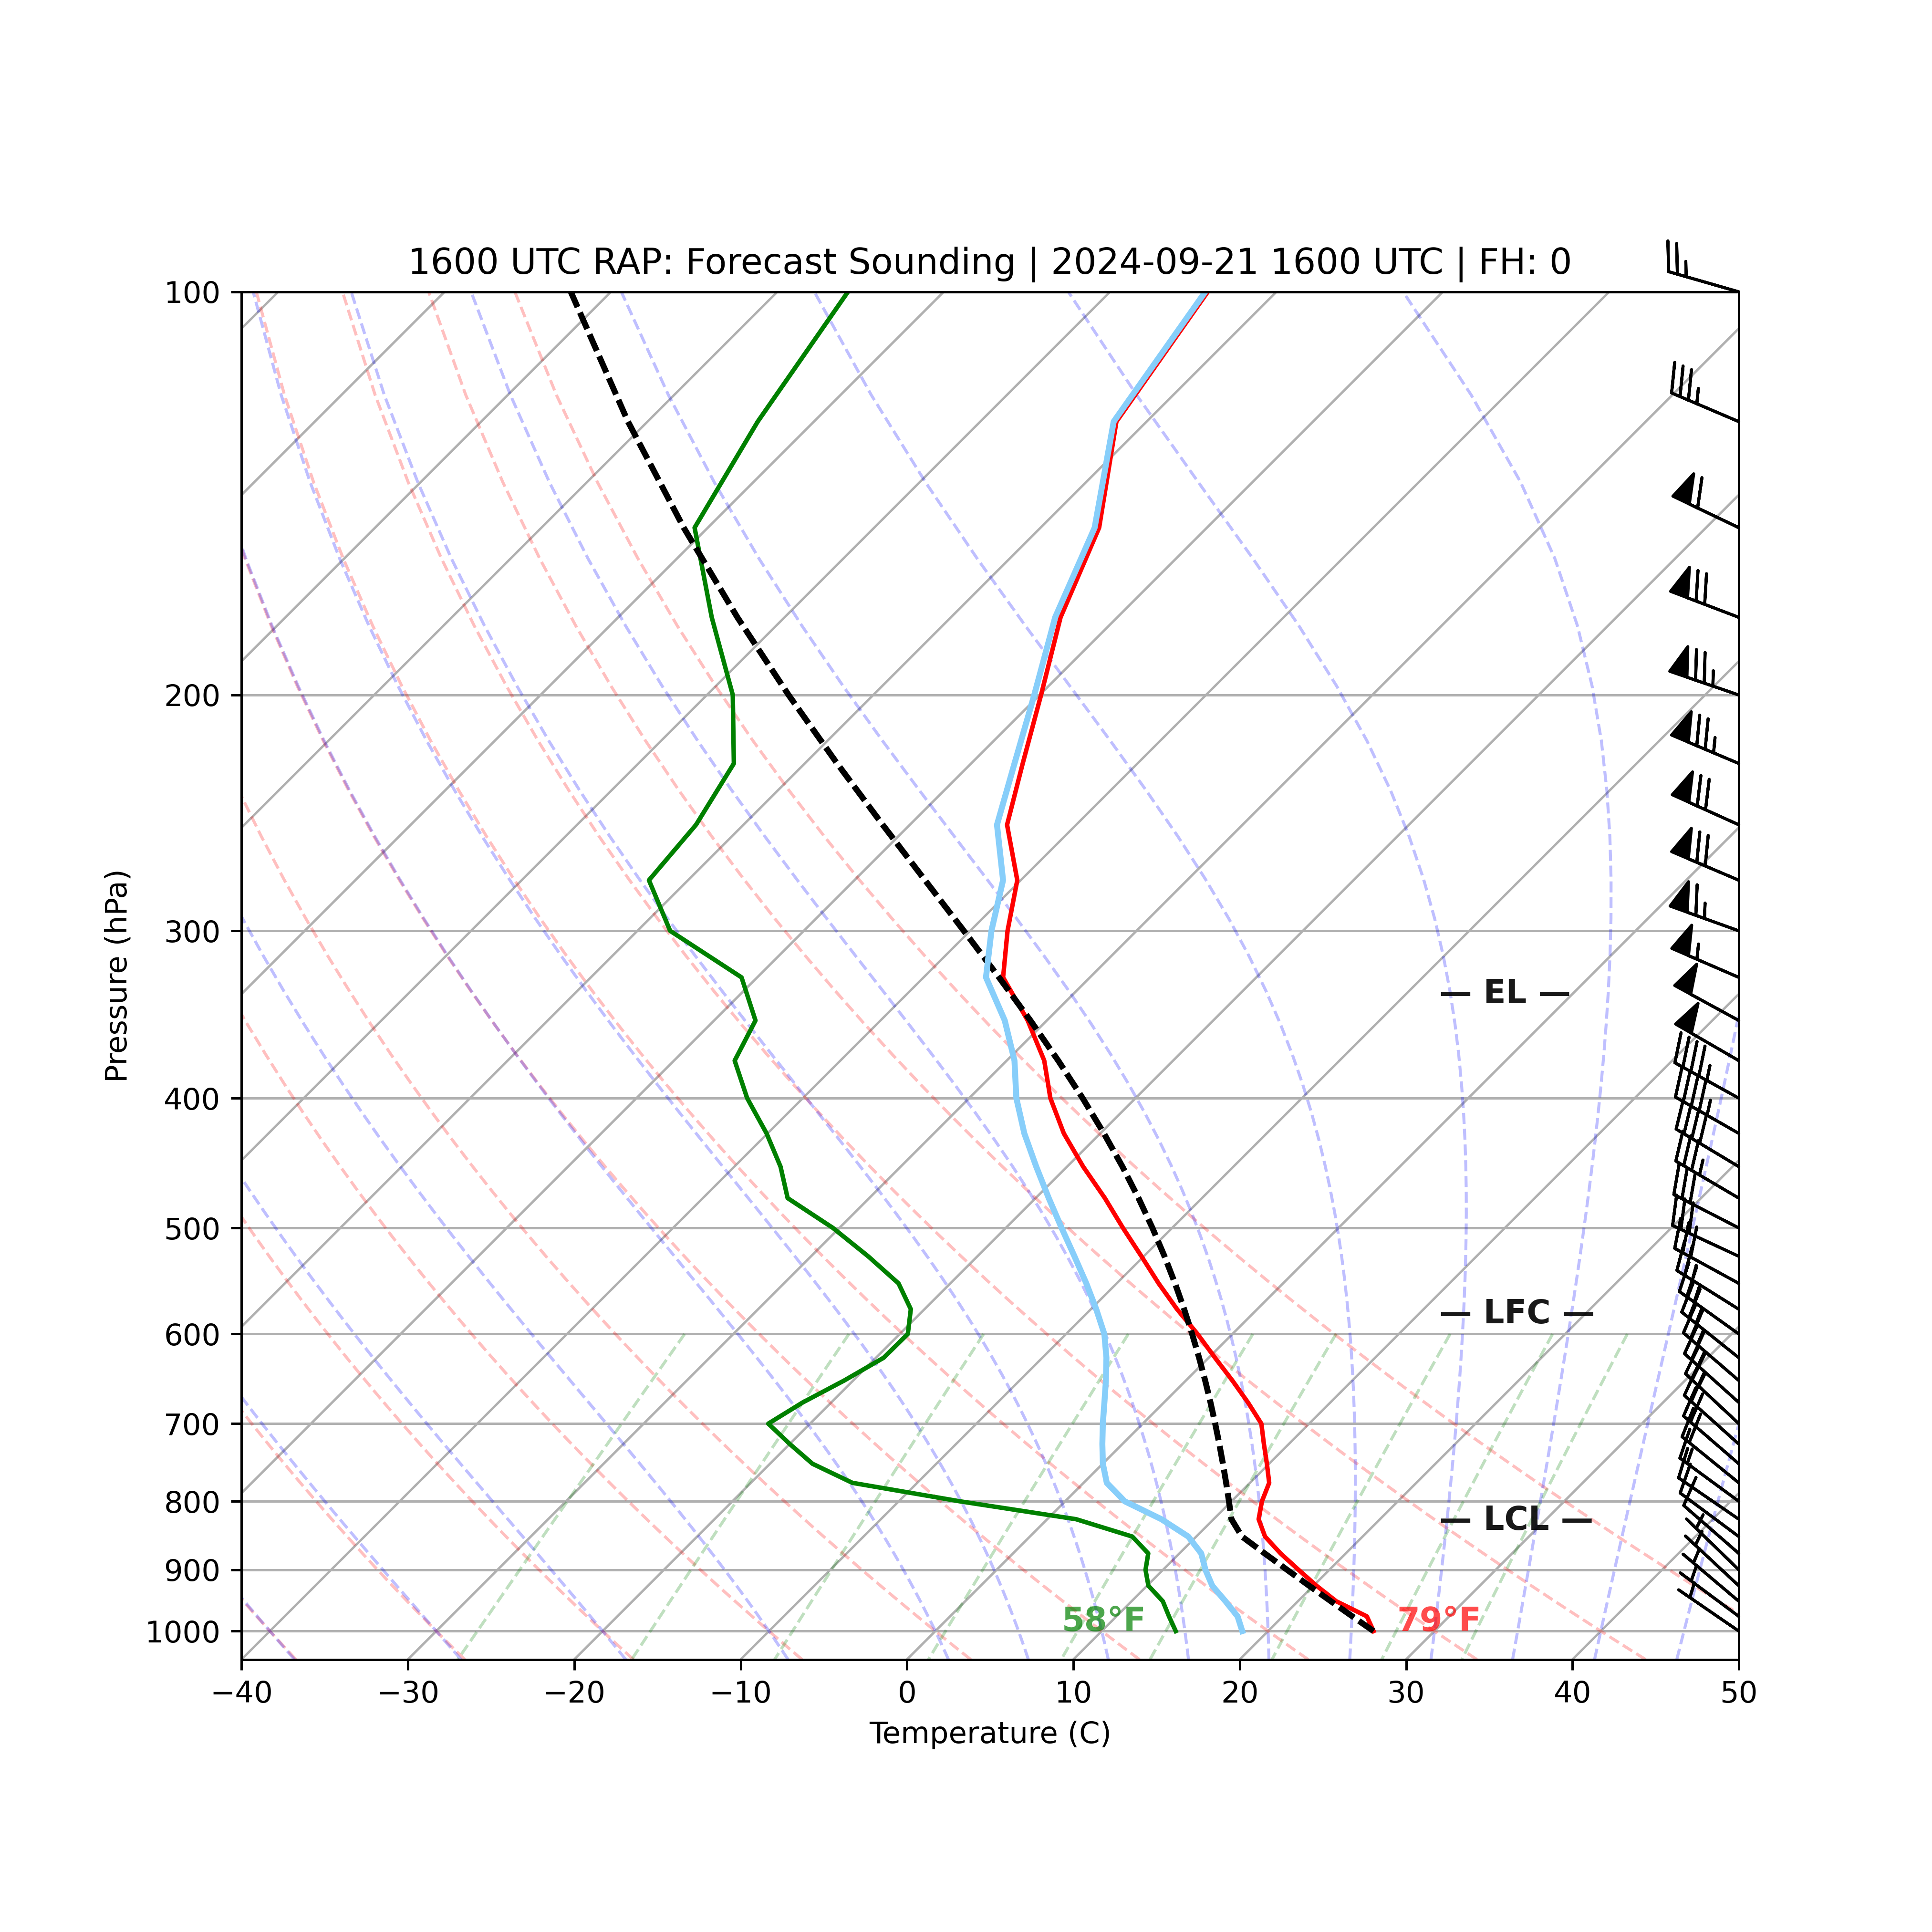 1600 UTC RAP: Forecast Sounding | 2024-09-21 1600 UTC | FH: 0
100
200
300
400
500
600
700
800
900
1000
Pressure (hPa)
— EL —
— LFC —
— LCL —
58°F
79°F
−40 −30 −20 −10 0 10 20 30 40 50
Temperature (C)